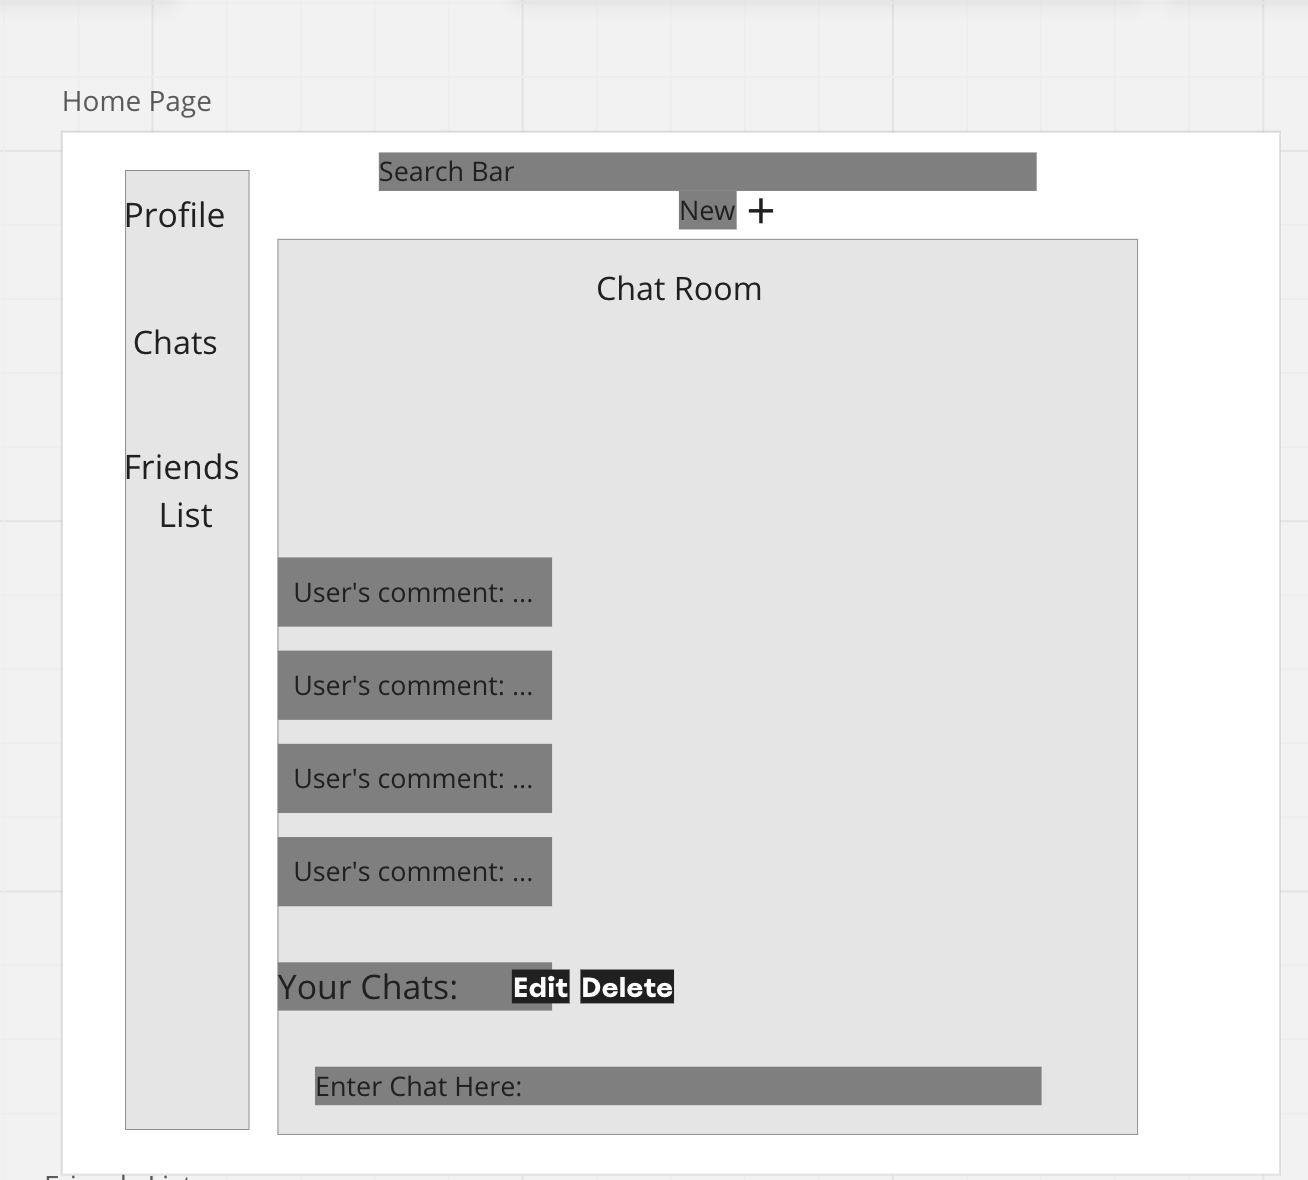 Home Page
Search Bar
New +
Profile
Chats
Friends
List
Chat Room
User's comment: ...
User's comment: ...
User's comment: ...
User's comment: ...
Your Chats: Edit Delete
Enter Chat Here: